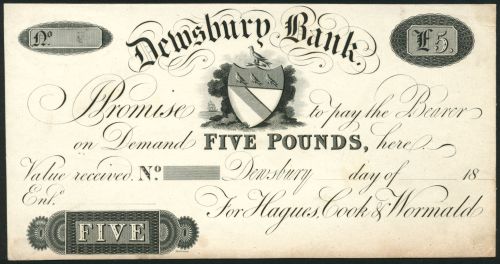 No.
Dewsbury Bank.
£5.
Promise to pay the Bearer
on Demand FIVE POUNDS, here
Value received. No. Dewsbury day of 18
Entd.
For Hagues, Cook & Wormald
FIVE